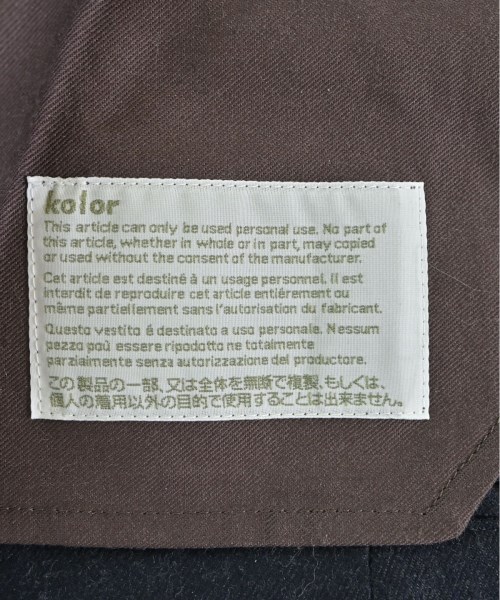 kolor
This article can only be used personal use. No part of
this article, whether in whole or in part, may copied
or used without the consent of the manufacturer.
Cet article est destiné à un usage personnel. Il est
interdit de reproduire cet article entiérement ou
même partiellement sans l'autorisation du fabricant.
Questo vestito é destinato a uso personale. Nessum
pezzo può essere ripodotto ne totalmente
parzialmente senza autorizzazione del productore.
この製品の一部、又は全体を無断で複製、もしくは、
個人の着用以外の目的で使用することは出来ません。